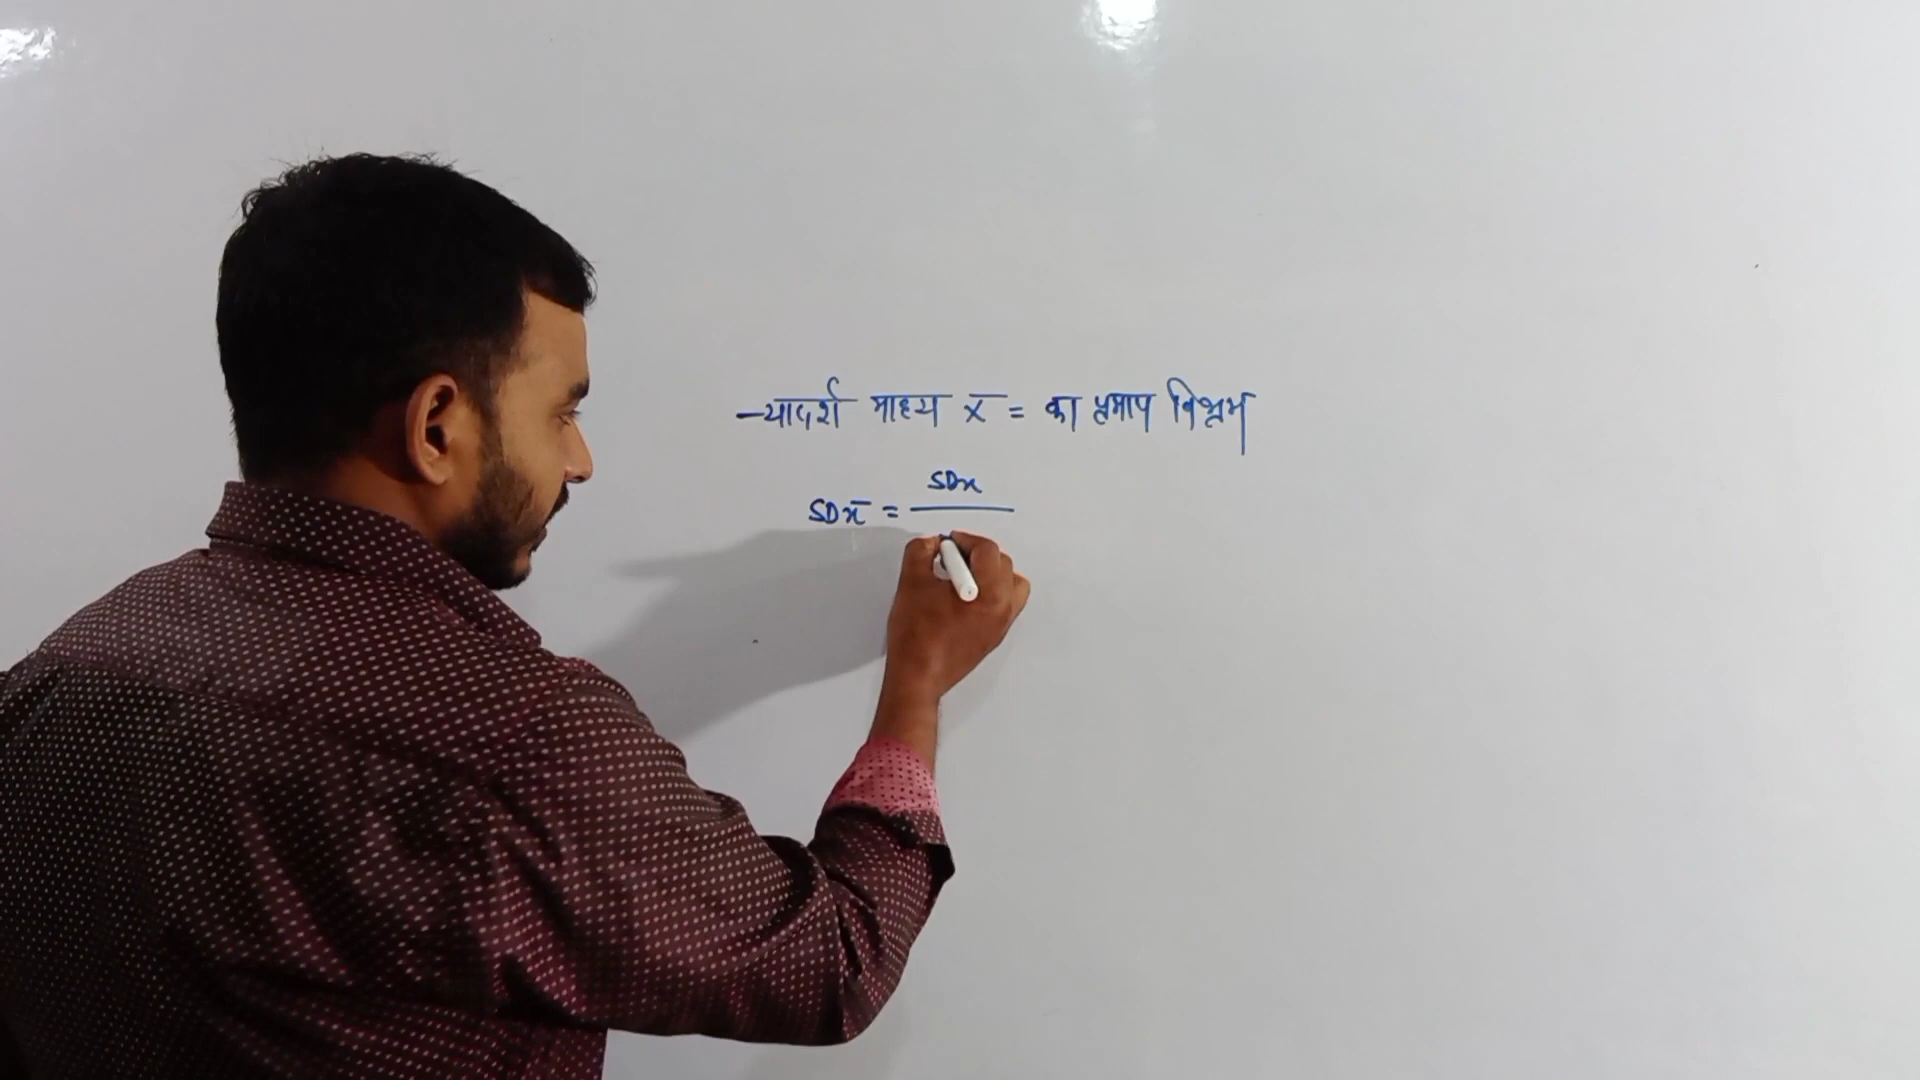 –यादर्श माध्य x̄ = का प्रमाप विभ्रम
SDx̄ = SDx